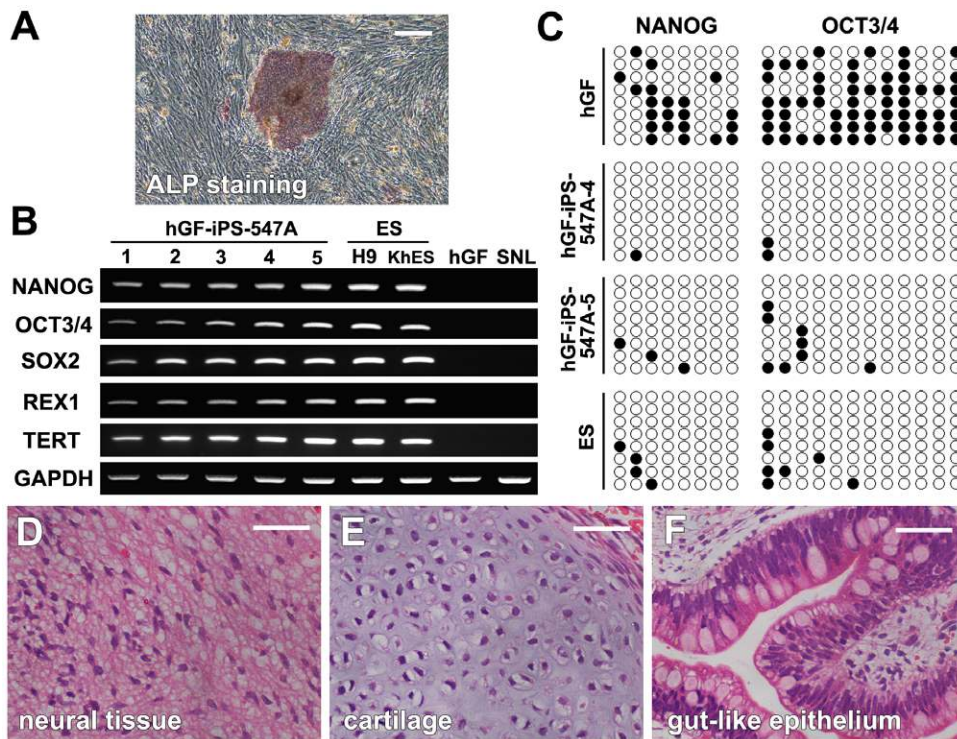 A
ALP staining
B
hGF-iPS-547A ES
1 2 3 4 5 H9 KhES hGF SNL
NANOG
OCT3/4
SOX2
REX1
TERT
GAPDH
C
NANOG OCT3/4
hGF
hGF-iPS-
547A-4
hGF-iPS-
547A-5
ES
D
neural tissue
E
cartilage
F
gut-like epithelium